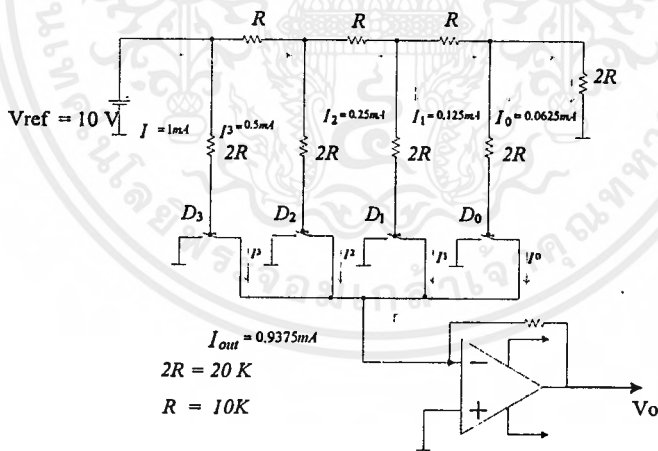 R
R
R
2R
Vref = 10 V
I = 1mA
I3 = 0.5mA
I2 = 0.25mA
I1 = 0.125mA
I0 = 0.0625mA
2R
2R
2R
2R
D3
D2
D1
D0
I3
I2
I1
I0
Iout = 0.9375mA
2R = 20 K
R = 10K
−
+
Vo